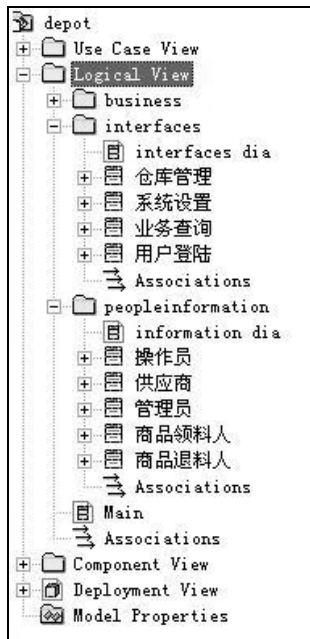 depot
Use Case View
Logical View
business
interfaces
interfaces dia
仓库管理
系统设置
业务查询
用户登陆
Associations
peopleinformation
information dia
操作员
供应商
管理员
商品领料人
商品退料人
Associations
Main
Associations
Component View
Deployment View
Model Properties